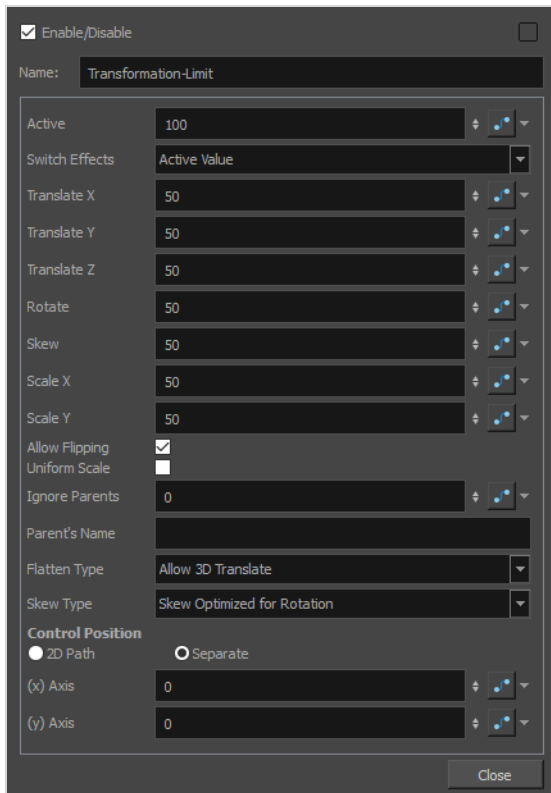 Enable/Disable
Name: Transformation-Limit
Active 100
Switch Effects Active Value
Translate X 50
Translate Y 50
Translate Z 50
Rotate 50
Skew 50
Scale X 50
Scale Y 50
Allow Flipping
Uniform Scale
Ignore Parents 0
Parent's Name
Flatten Type Allow 3D Translate
Skew Type Skew Optimized for Rotation
Control Position
2D Path Separate
(x) Axis 0
(y) Axis 0
Close